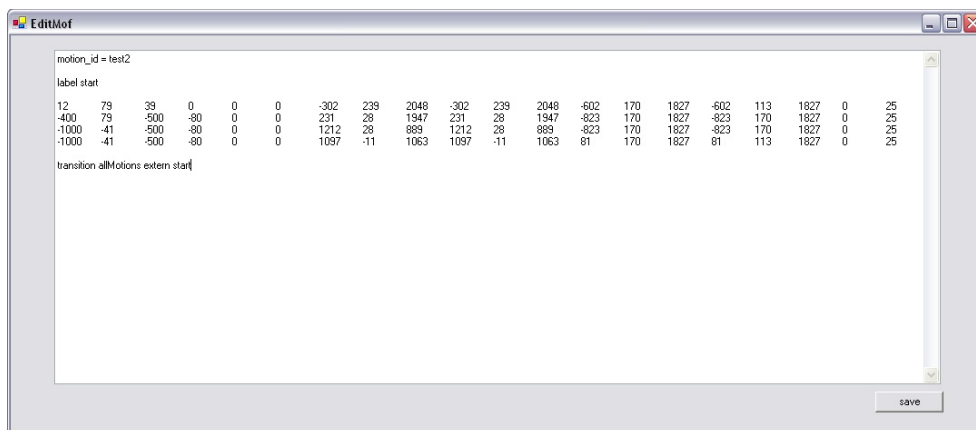 EditMof
motion_id = test2
label start
12 79 39 0 0 0 -302 239 2048 -302 239 2048 -602 170 1827 -602 113 1827 0 25
-400 79 -500 -80 0 0 231 28 1947 231 28 1947 -823 170 1827 -823 170 1827 0 25
-1000 -41 -500 -80 0 0 1212 28 889 1212 28 889 -823 170 1827 -823 170 1827 0 25
-1000 -41 -500 -80 0 0 1097 -11 1063 1097 -11 1063 81 170 1827 81 113 1827 0 25
transition allMotions extern start
save